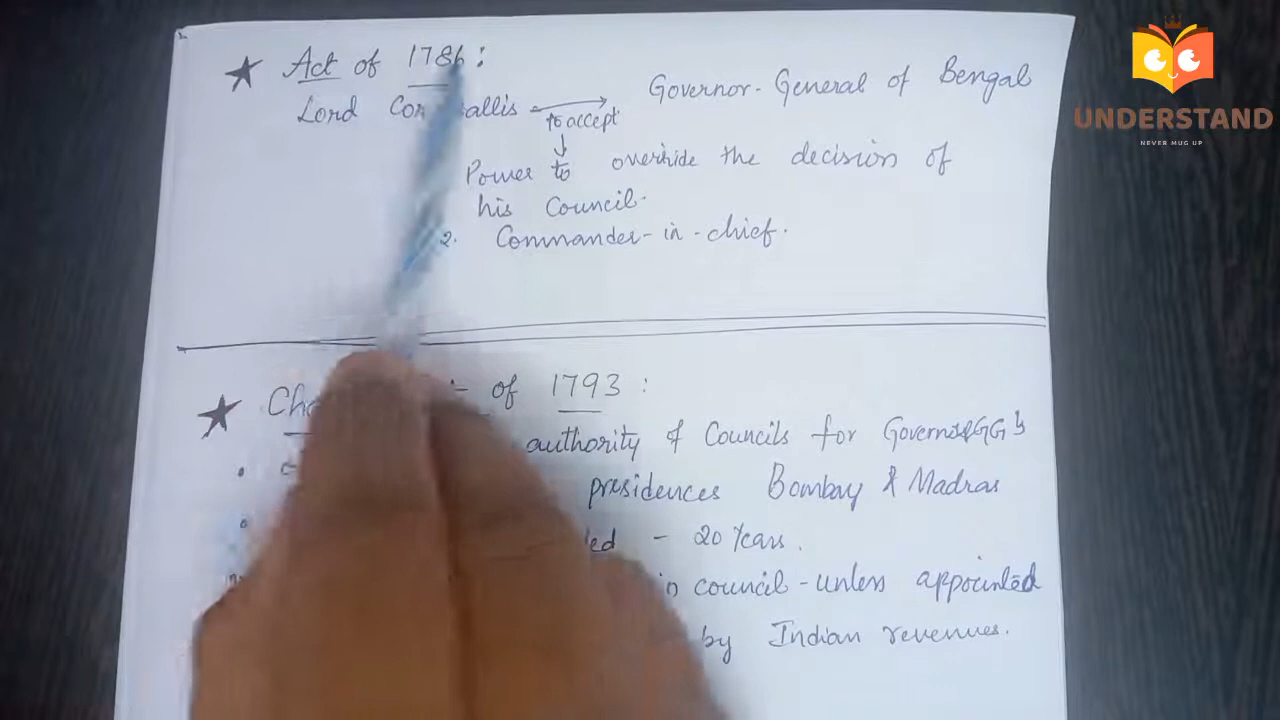 ★ Act of 1786:
Lord Cornwallis → Governor-General of Bengal
to accept
↓
Power to override the decision of
his Council.
2. Commander-in-chief.
★ of 1793:
authority of Councils for Governor&GG's
presidences Bombay & Madras
- 20 Years.
in council - unless appointed
by Indian revenues.
UNDERSTAND
NEVER MUG UP